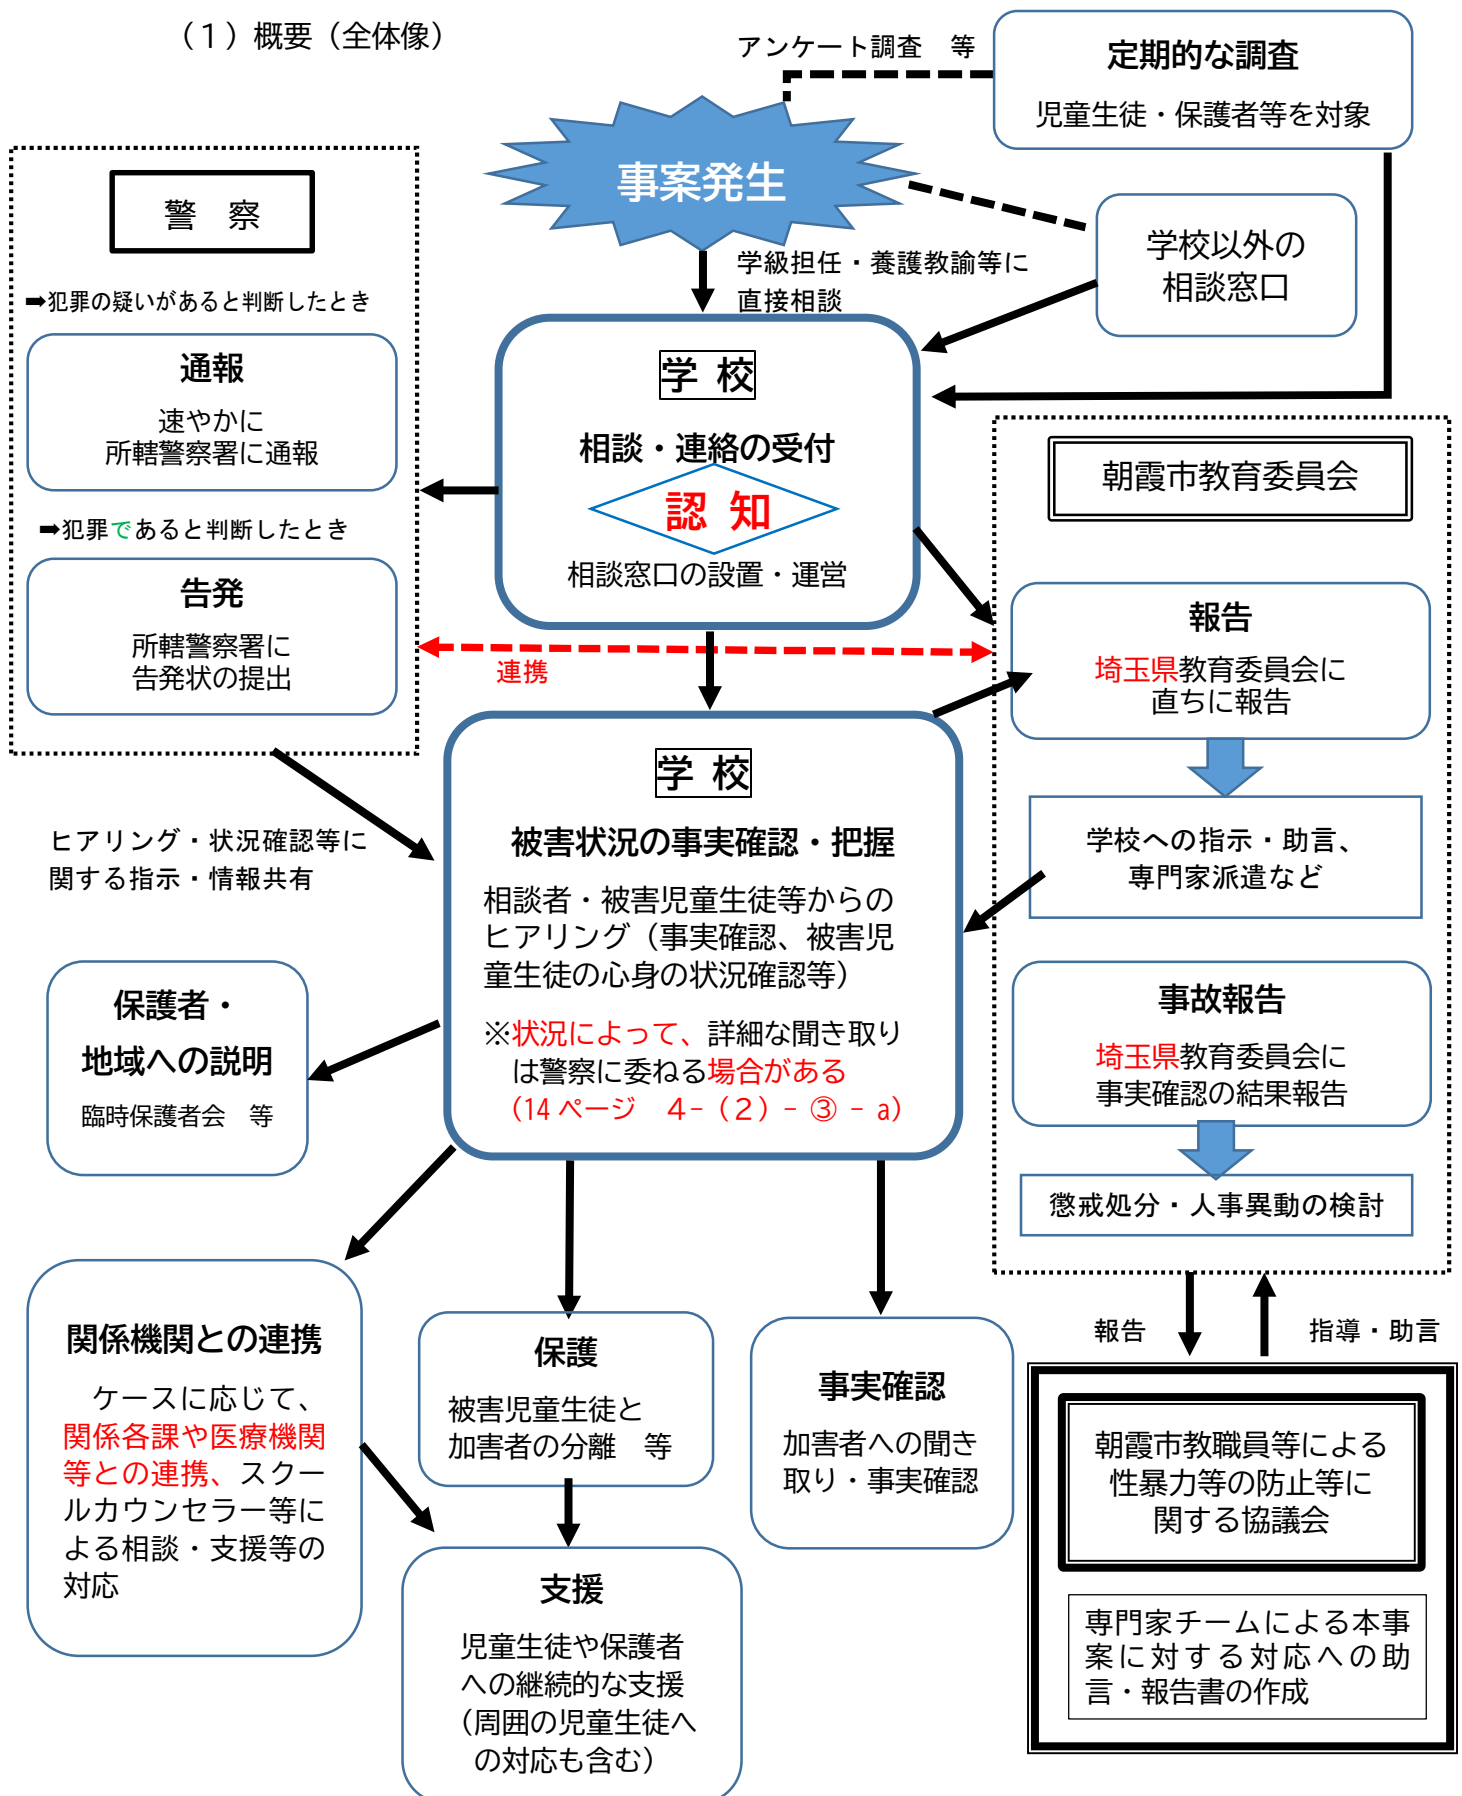 （１）概要（全体像）
アンケート調査　等
定期的な調査
児童生徒・保護者等を対象
事案発生
学校以外の
相談窓口
学級担任・養護教諭等に
直接相談
警　察
➡犯罪の疑いがあると判断したとき
通報
速やかに
所轄警察署に通報
➡犯罪であると判断したとき
告発
所轄警察署に
告発状の提出
学 校
相談・連絡の受付
認 知
相談窓口の設置・運営
連携
朝霞市教育委員会
報告
埼玉県教育委員会に
直ちに報告
学校への指示・助言、
専門家派遣など
事故報告
埼玉県教育委員会に
事実確認の結果報告
懲戒処分・人事異動の検討
ヒアリング・状況確認等に
関する指示・情報共有
学 校
被害状況の事実確認・把握
相談者・被害児童生徒等からの
ヒアリング（事実確認、被害児
童生徒の心身の状況確認等）
※状況によって、詳細な聞き取り
は警察に委ねる場合がある
（14 ページ　４-（２）- ③ - a）
保護者・
地域への説明
臨時保護者会　等
関係機関との連携
ケースに応じて、
関係各課や医療機関
等との連携、スクー
ルカウンセラー等に
よる相談・支援等の
対応
保護
被害児童生徒と
加害者の分離　等
事実確認
加害者への聞き
取り・事実確認
支援
児童生徒や保護者
への継続的な支援
（周囲の児童生徒へ
の対応も含む）
報告
指導・助言
朝霞市教職員等による
性暴力等の防止等に
関する協議会
専門家チームによる本事
案に対する対応への助
言・報告書の作成